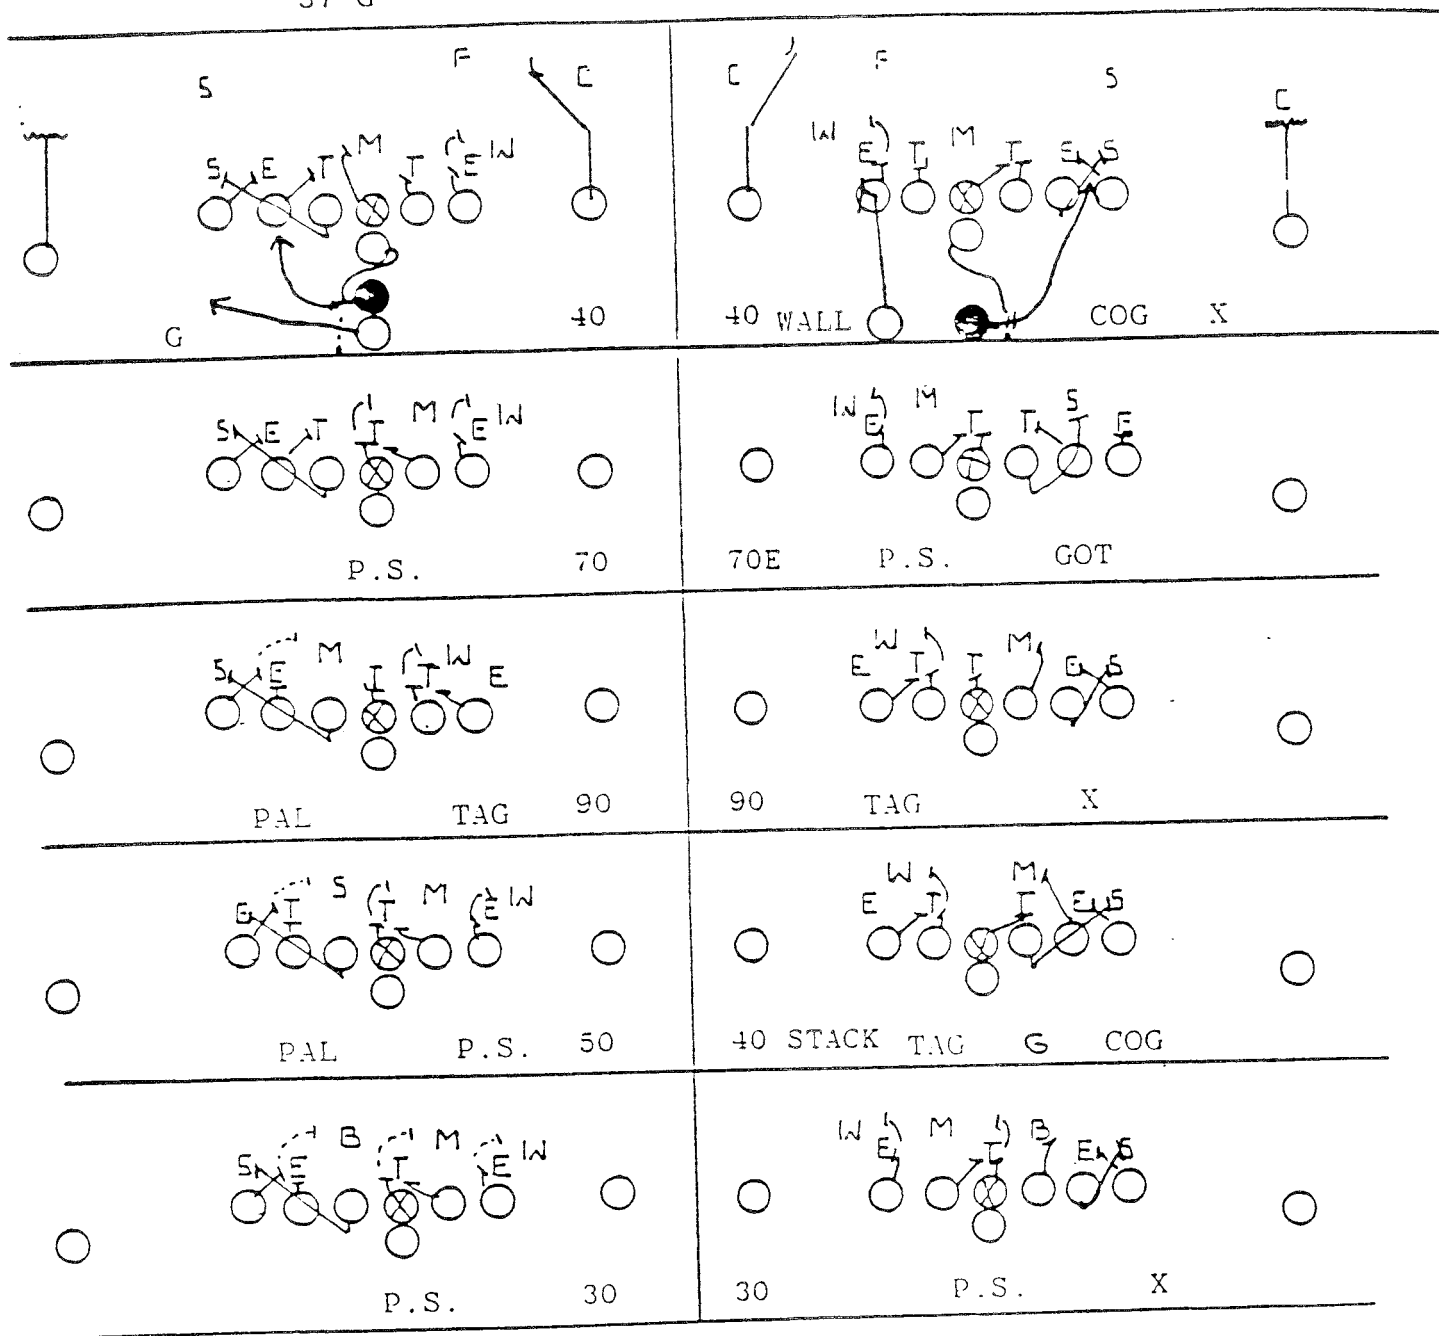 37 G
F
S C
M
S E T T E W
G 40
C F S
C
W E T M T E S
40 WALL COG X
S E T T M E W
P.S. 70
W E M T T S E
70E P.S. GOT
S E M T T W E
PAL TAG 90
E W T T M E S
90 TAG X
E T S T M E W
PAL P.S. 50
E W T T M E S
40 STACK TAG G COG
S E B T M E W
P.S. 30
W E M T B E S
30 P.S. X